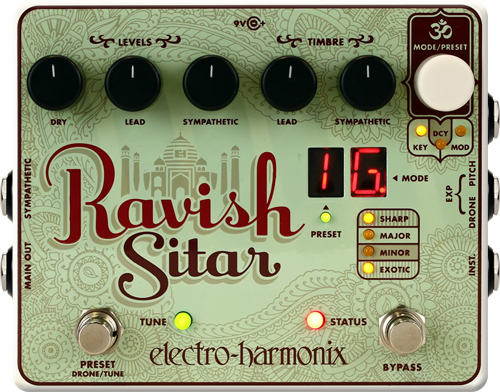 9V +
LEVELS
TIMBRE
ॐ
MODE/PRESET
DRY
LEAD
SYMPATHETIC
LEAD
SYMPATHETIC
KEY
DCY
MOD
Ravish
Sitar
1G.
MODE
PRESET
SHARP
MAJOR
MINOR
EXOTIC
SYMPATHETIC
MAIN OUT
PITCH
EXP
DRONE
INST.
TUNE
STATUS
PRESET
DRONE/TUNE
electro-harmonix
BYPASS